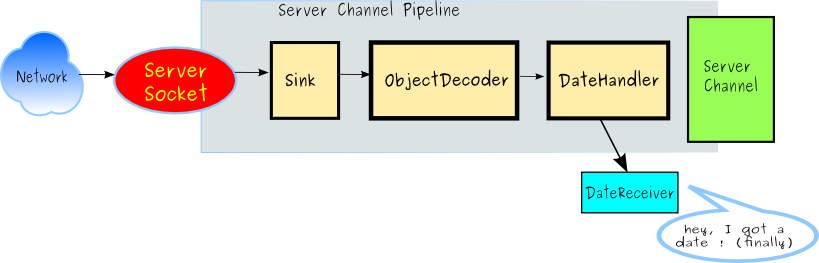 Server Channel Pipeline
Network
Server
Socket
Sink
ObjectDecoder
DateHandler
Server
Channel
DateReceiver
hey, I got a
date ! (finally)